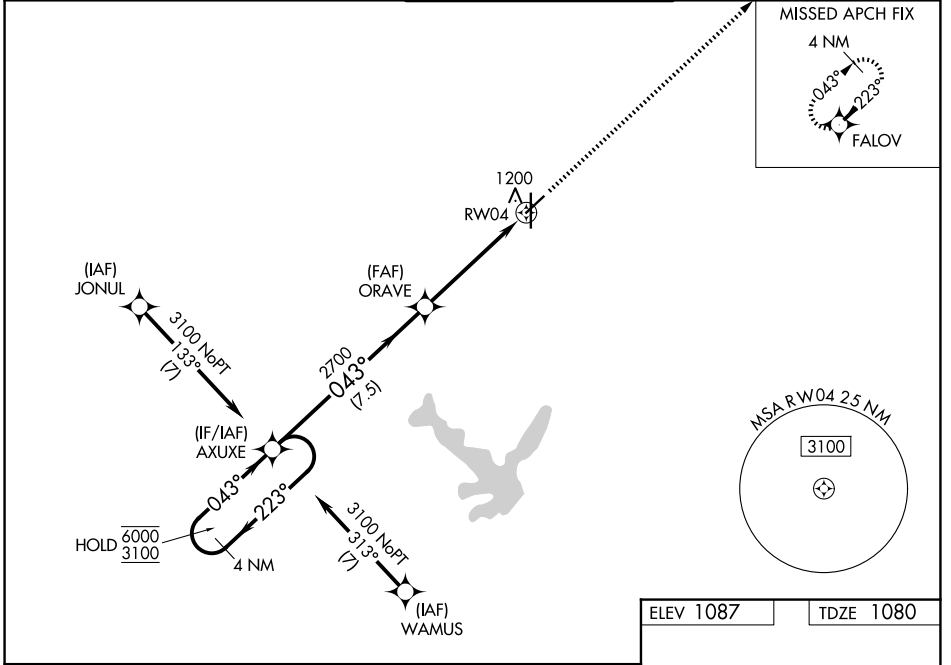 MISSED APCH FIX
4 NM
043°
223°
FALOV
1200
RW04
(IAF)
JONUL
(FAF)
ORAVE
3100 NoPT
133°
(7)
2700
043°
(7.5)
(IF/IAF)
AXUXE
MSA RW04 25 NM
3100
043°
223°
HOLD 6000
3100
4 NM
3100 NoPT
313°
(7)
(IAF)
WAMUS
ELEV 1087
TDZE 1080